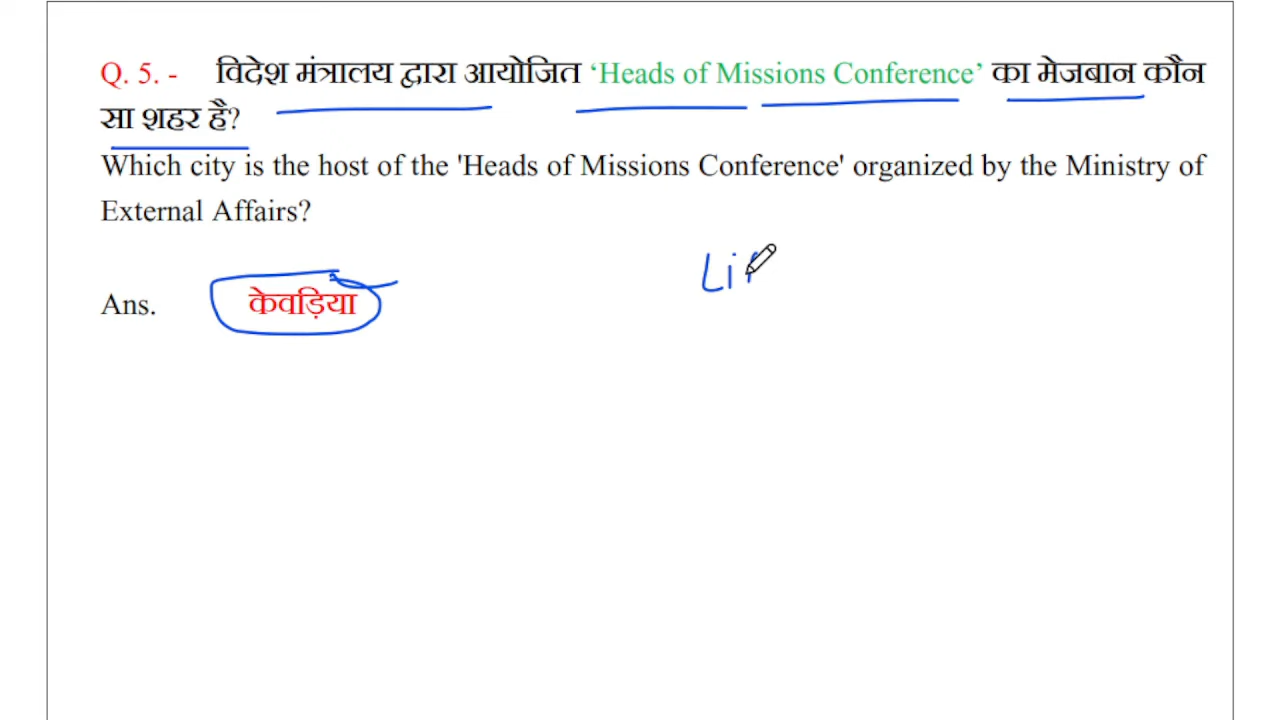 Q. 5. - विदेश मंत्रालय द्वारा आयोजित ‘Heads of Missions Conference’ का मेजबान कौन
सा शहर है?
Which city is the host of the 'Heads of Missions Conference' organized by the Ministry of
External Affairs?
Ans. केवड़िया